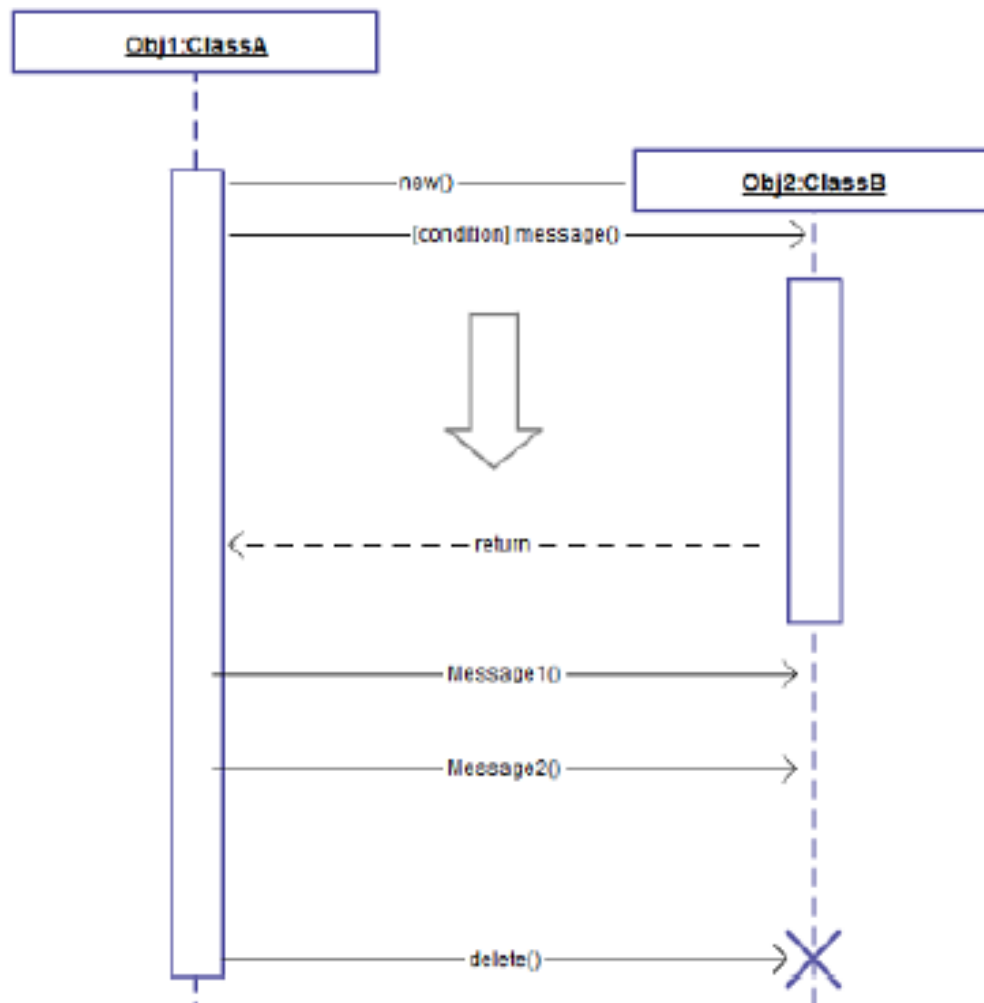 Obj1:ClassA
new()
Obj2:ClassB
[condition] message()
return
Message1()
Message2()
delete()